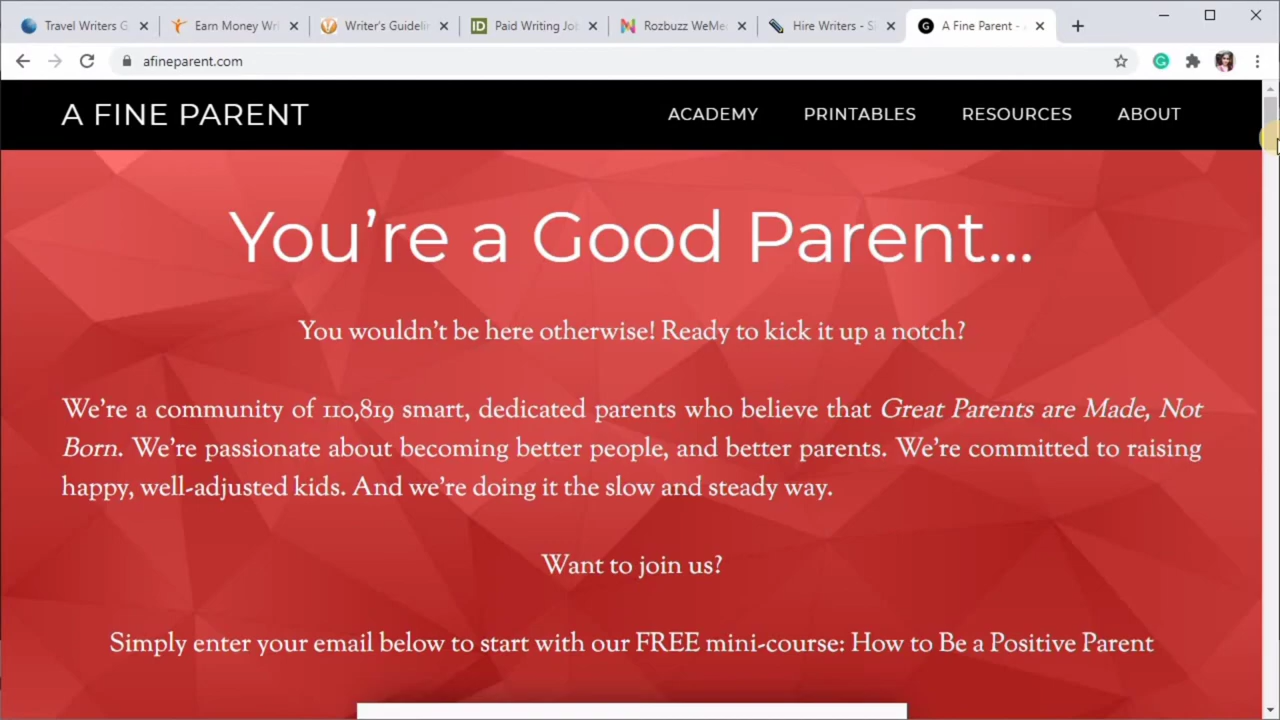 Travel Writers G
Earn Money Wri
Writer's Guidelin
Paid Writing Jo
Rozbuzz WeMe
Hire Writers - S
A Fine Parent -
afineparent.com
A FINE PARENT
ACADEMY PRINTABLES RESOURCES ABOUT
You're a Good Parent...
You wouldn't be here otherwise! Ready to kick it up a notch?
We're a community of 110,819 smart, dedicated parents who believe that Great Parents are Made, Not
Born. We're passionate about becoming better people, and better parents. We're committed to raising
happy, well-adjusted kids. And we're doing it the slow and steady way.
Want to join us?
Simply enter your email below to start with our FREE mini-course: How to Be a Positive Parent